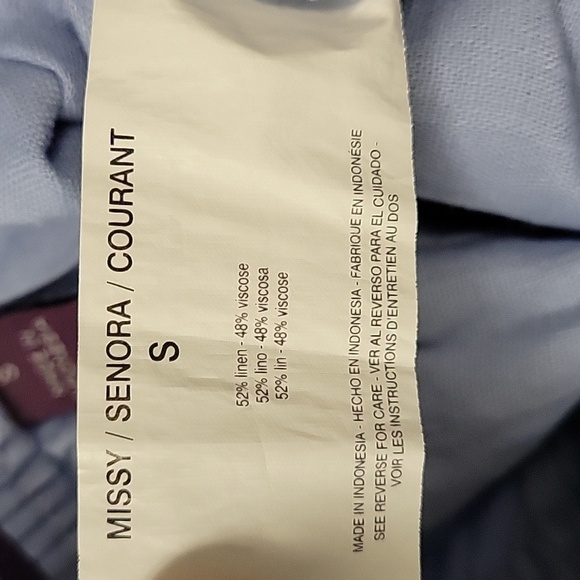 MISSY / SENORA / COURANT
S
52% linen - 48% viscose
52% lino - 48% viscosa
52% lin - 48% viscose
MADE IN INDONESIA - HECHO EN INDONESIA - FABRIQUE EN INDONÉSIE
SEE REVERSE FOR CARE - VER AL REVERSO PARA EL CUIDADO -
VOIR LES INSTRUCTIONS D'ENTRETIEN AU DOS
S